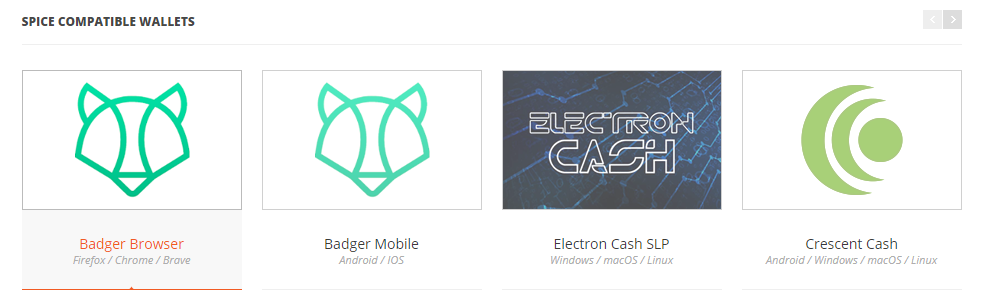 SPICE COMPATIBLE WALLETS
ELECTRON
CASH
Badger Browser
Firefox / Chrome / Brave
Badger Mobile
Android / IOS
Electron Cash SLP
Windows / macOS / Linux
Crescent Cash
Android / Windows / macOS / Linux